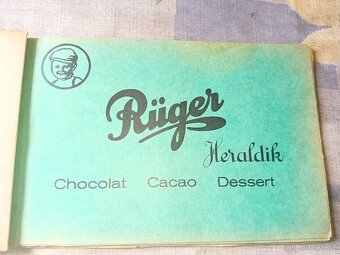 Rüger
Heraldik
Chocolat Cacao Dessert